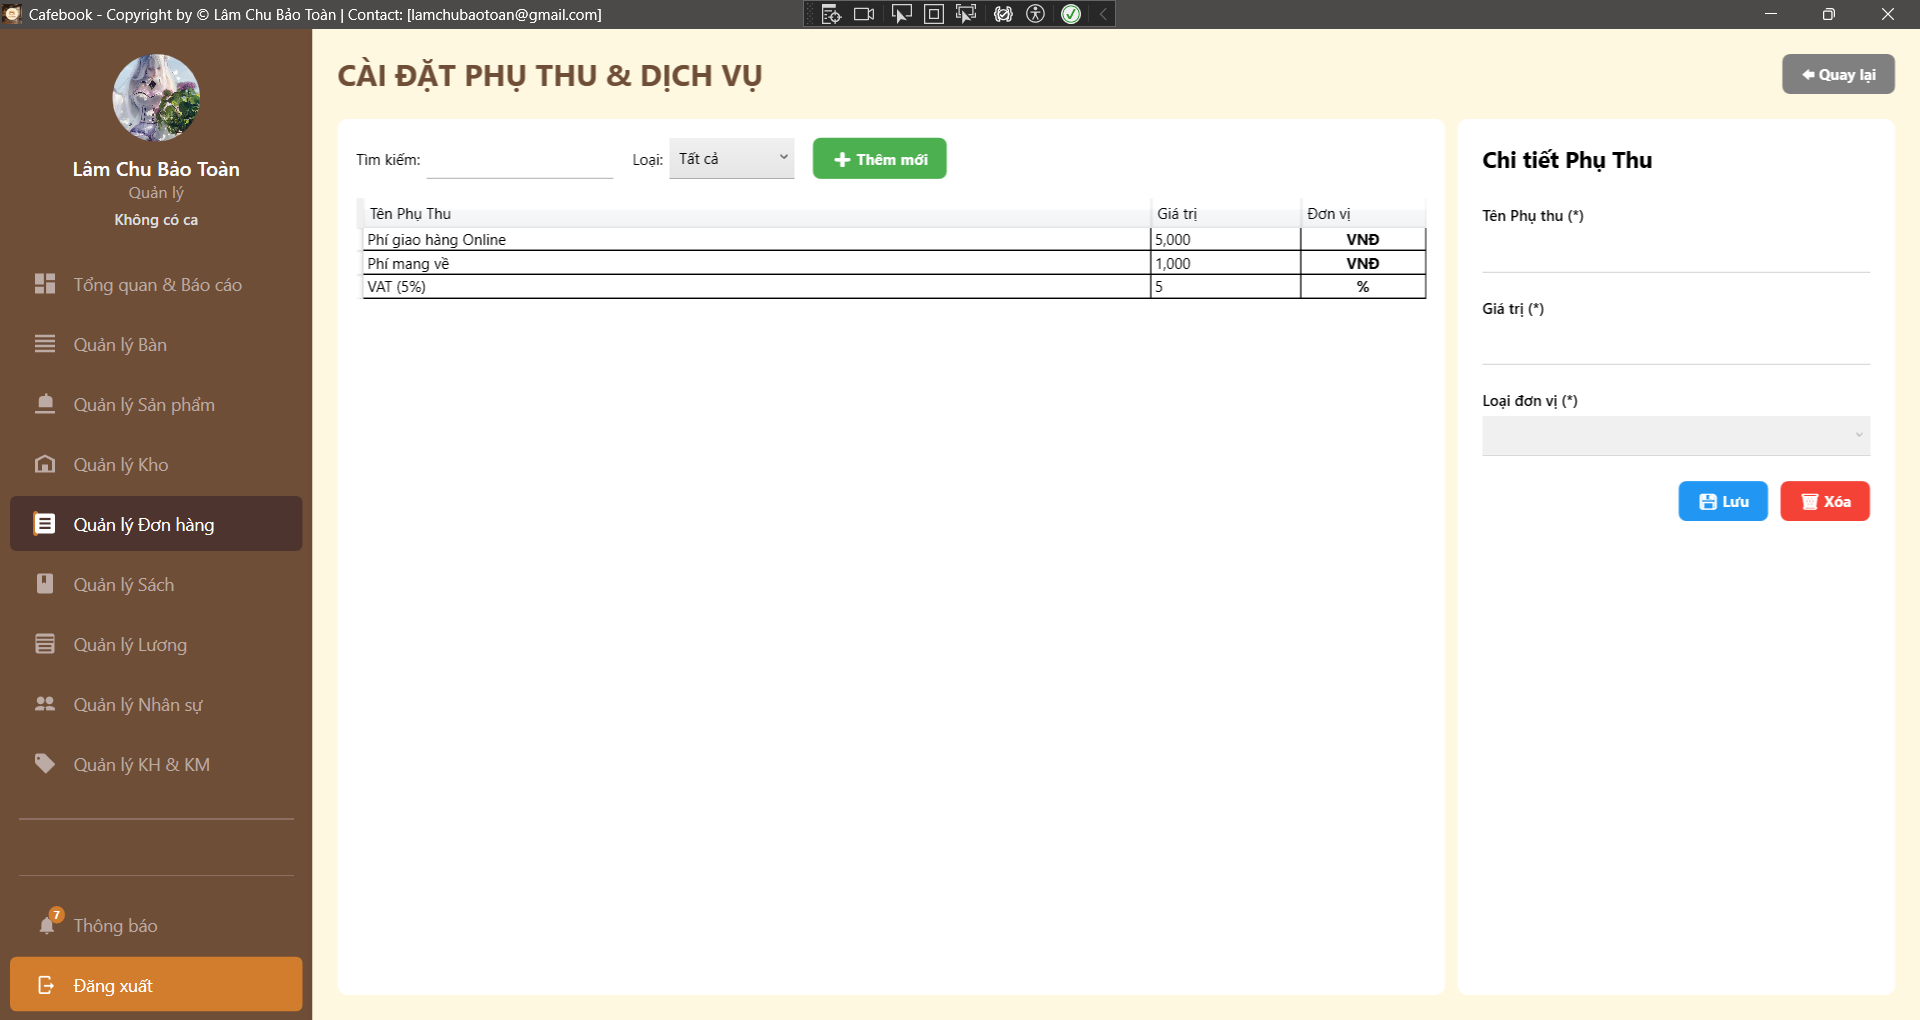 Cafebook - Copyright by © Lâm Chu Bảo Toàn | Contact: [lamchubaotoan@gmail.com]
Lâm Chu Bảo Toàn
Quản lý
Không có ca
Tổng quan & Báo cáo
Quản lý Bàn
Quản lý Sản phẩm
Quản lý Kho
Quản lý Đơn hàng
Quản lý Sách
Quản lý Lương
Quản lý Nhân sự
Quản lý KH & KM
7
Thông báo
Đăng xuất
CÀI ĐẶT PHỤ THU & DỊCH VỤ
Quay lại
Tìm kiếm:
Loại: Tất cả
Thêm mới
Tên Phụ Thu Giá trị Đơn vị
Phí giao hàng Online 5,000 VNĐ
Phí mang về 1,000 VNĐ
VAT (5%) 5 %
Chi tiết Phụ Thu
Tên Phụ thu (*)
Giá trị (*)
Loại đơn vị (*)
Lưu
Xóa